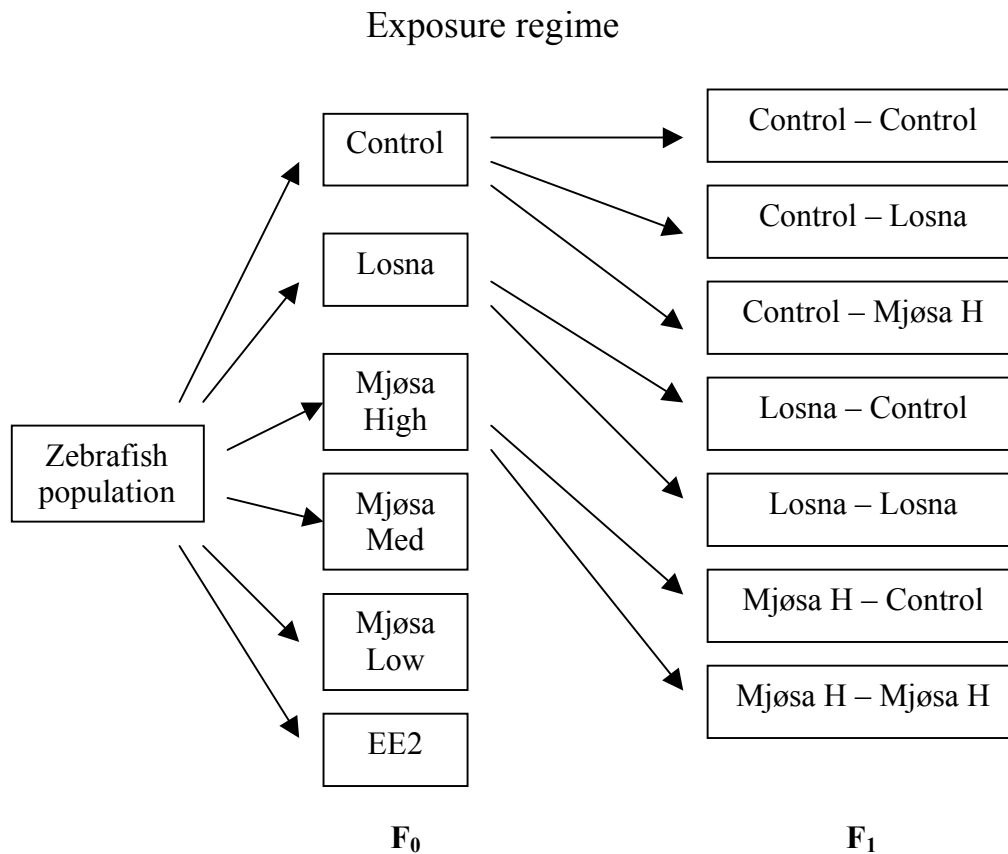 Exposure regime
Zebrafish
population
Control
Losna
Mjøsa
High
Mjøsa
Med
Mjøsa
Low
EE2
F₀
Control – Control
Control – Losna
Control – Mjøsa H
Losna – Control
Losna – Losna
Mjøsa H – Control
Mjøsa H – Mjøsa H
F₁